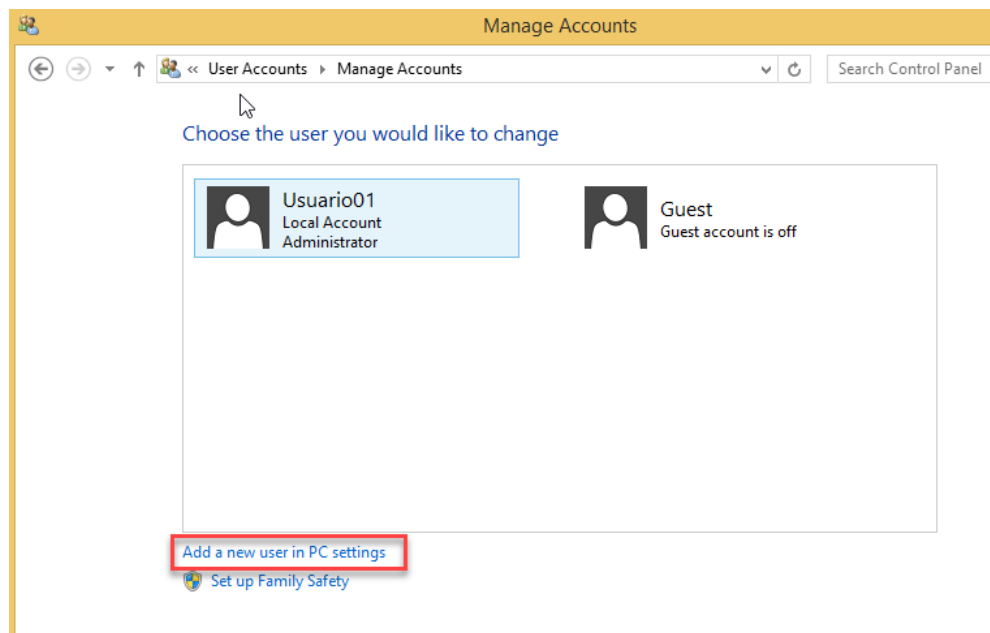 Manage Accounts
« User Accounts Manage Accounts
Search Control Panel
Choose the user you would like to change
Usuario01
Local Account
Administrator
Guest
Guest account is off
Add a new user in PC settings
Set up Family Safety